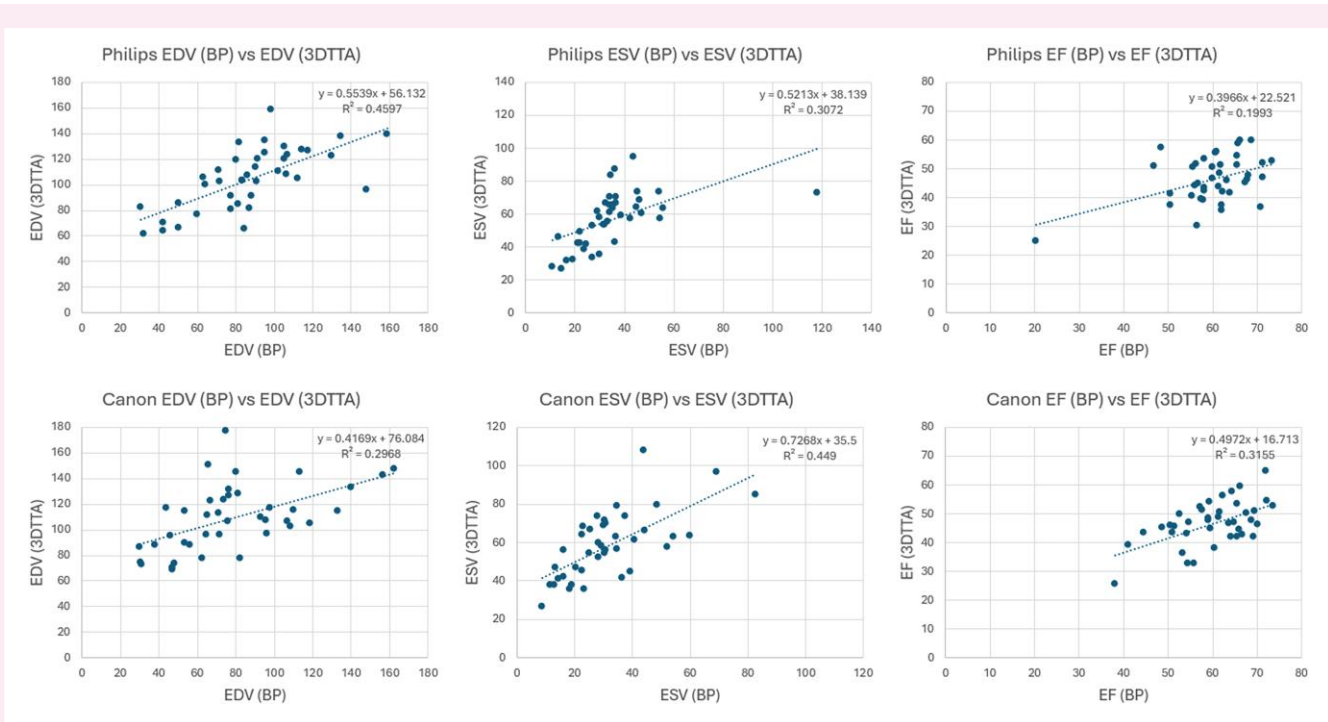 Philips EDV (BP) vs EDV (3DTTA)
180
160
140
120
100
80
60
40
20
0
EDV (3DTTA)
y = 0.5539x + 56.132
R² = 0.4597
0 20 40 60 80 100 120 140 160 180
EDV (BP)
Philips ESV (BP) vs ESV (3DTTA)
140
120
100
80
60
40
20
0
ESV (3DTTA)
y = 0.5213x + 38.139
R² = 0.3072
0 20 40 60 80 100 120 140
ESV (BP)
Philips EF (BP) vs EF (3DTTA)
80
70
60
50
40
30
20
10
0
EF (3DTTA)
y = 0.3966x + 22.521
R² = 0.1993
0 10 20 30 40 50 60 70 80
EF (BP)
Canon EDV (BP) vs EDV (3DTTA)
180
160
140
120
100
80
60
40
20
0
EDV (3DTTA)
y = 0.4169x + 76.084
R² = 0.2968
0 20 40 60 80 100 120 140 160 180
EDV (BP)
Canon ESV (BP) vs ESV (3DTTA)
120
100
80
60
40
20
0
ESV (3DTTA)
y = 0.7268x + 35.5
R² = 0.449
0 20 40 60 80 100
ESV (BP)
Canon EF (BP) vs EF (3DTTA)
80
70
60
50
40
30
20
10
0
EF (3DTTA)
y = 0.4972x + 16.713
R² = 0.3155
0 10 20 30 40 50 60 70 80
EF (BP)